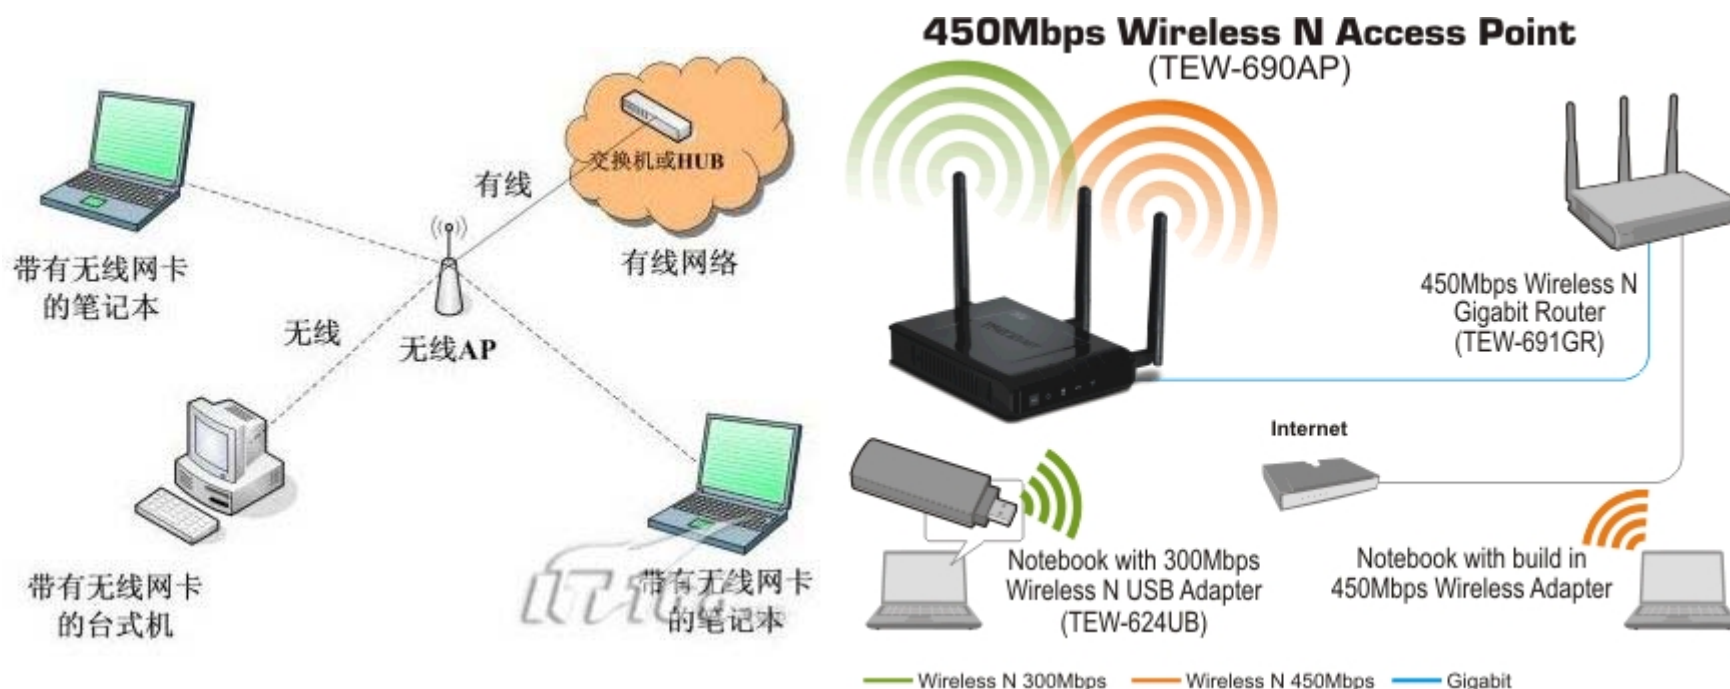 交换机或HUB
有线
有线网络
带有无线网卡
的笔记本
无线
无线AP
带有无线网卡
的台式机
带有无线网卡
的笔记本
450Mbps Wireless N Access Point
(TEW-690AP)
450Mbps Wireless N
Gigabit Router
(TEW-691GR)
Internet
Notebook with 300Mbps
Wireless N USB Adapter
(TEW-624UB)
Notebook with build in
450Mbps Wireless Adapter
Wireless N 300Mbps
Wireless N 450Mbps
Gigabit